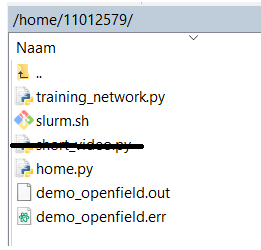 /home/11012579/
Naam
..
training_network.py
slurm.sh
short_video.py
home.py
demo_openfield.out
demo_openfield.err